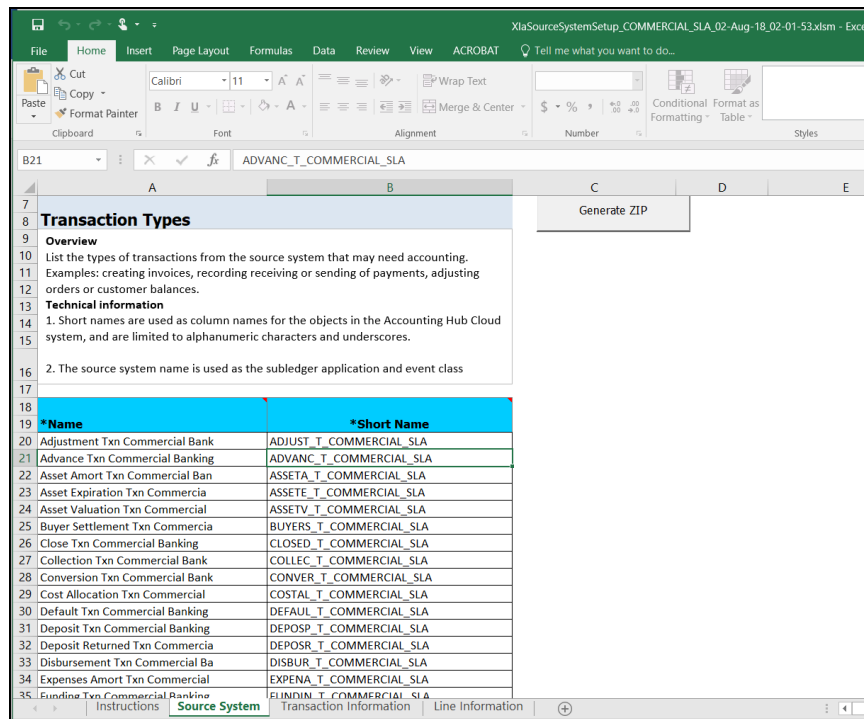 XlaSourceSystemSetup_COMMERCIAL_SLA_02-Aug-18_02-01-53.xlsm - Exce
File Home Insert Page Layout Formulas Data Review View ACROBAT Tell me what you want to do...
Paste
Cut
Copy
Format Painter
Clipboard
Calibri 11 A A
B I U A
Font
Wrap Text
Merge & Center
Alignment
$ % ,
Number
Conditional Formatting
Format as Table
Styles
B21 fx ADVANC_T_COMMERCIAL_SLA
A B C D E
7
8 Transaction Types
Generate ZIP
9 Overview
10 List the types of transactions from the source system that may need accounting.
11 Examples: creating invoices, recording receiving or sending of payments, adjusting
12 orders or customer balances.
13 Technical information
14 1. Short names are used as column names for the objects in the Accounting Hub Cloud
15 system, and are limited to alphanumeric characters and underscores.
16 2. The source system name is used as the subledger application and event class
17
18
19 *Name *Short Name
20 Adjustment Txn Commercial Bank ADJUST_T_COMMERCIAL_SLA
21 Advance Txn Commercial Banking ADVANC_T_COMMERCIAL_SLA
22 Asset Amort Txn Commercial Ban ASSETA_T_COMMERCIAL_SLA
23 Asset Expiration Txn Commercia ASSETE_T_COMMERCIAL_SLA
24 Asset Valuation Txn Commercial ASSETV_T_COMMERCIAL_SLA
25 Buyer Settlement Txn Commercia BUYERS_T_COMMERCIAL_SLA
26 Close Txn Commercial Banking CLOSED_T_COMMERCIAL_SLA
27 Collection Txn Commercial Bank COLLEC_T_COMMERCIAL_SLA
28 Conversion Txn Commercial Bank CONVER_T_COMMERCIAL_SLA
29 Cost Allocation Txn Commercial COSTAL_T_COMMERCIAL_SLA
30 Default Txn Commercial Banking DEFAUL_T_COMMERCIAL_SLA
31 Deposit Txn Commercial Banking DEPOSP_T_COMMERCIAL_SLA
32 Deposit Returned Txn Commercia DEPOSR_T_COMMERCIAL_SLA
33 Disbursement Txn Commercial Ba DISBUR_T_COMMERCIAL_SLA
34 Expenses Amort Txn Commercial EXPENA_T_COMMERCIAL_SLA
35 Funding Txn Commercial Banking FUNDIN_T_COMMERCIAL_SLA
Instructions Source System Transaction Information Line Information